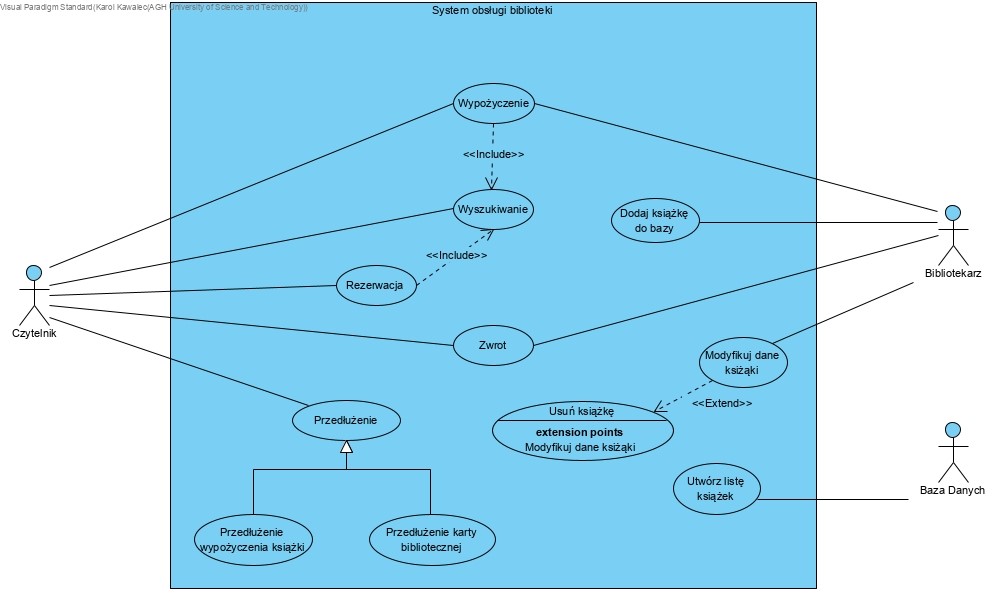 Visual Paradigm Standard(Karol Kawalec(AGH University of Science and Technology))
System obsługi biblioteki
Wypożyczenie
<<Include>>
Wyszukiwanie
Dodaj książkę
do bazy
<<Include>>
Rezerwacja
Bibliotekarz
Czytelnik
Zwrot
Modyfikuj dane
ksiźąki
<<Extend>>
Usuń książkę
extension points
Modyfikuj dane ksiźąki
Przedłużenie
Utwórz listę
książek
Baza Danych
Przedłużenie
wypożyczenia książki
Przedłużenie karty
bibliotecznej